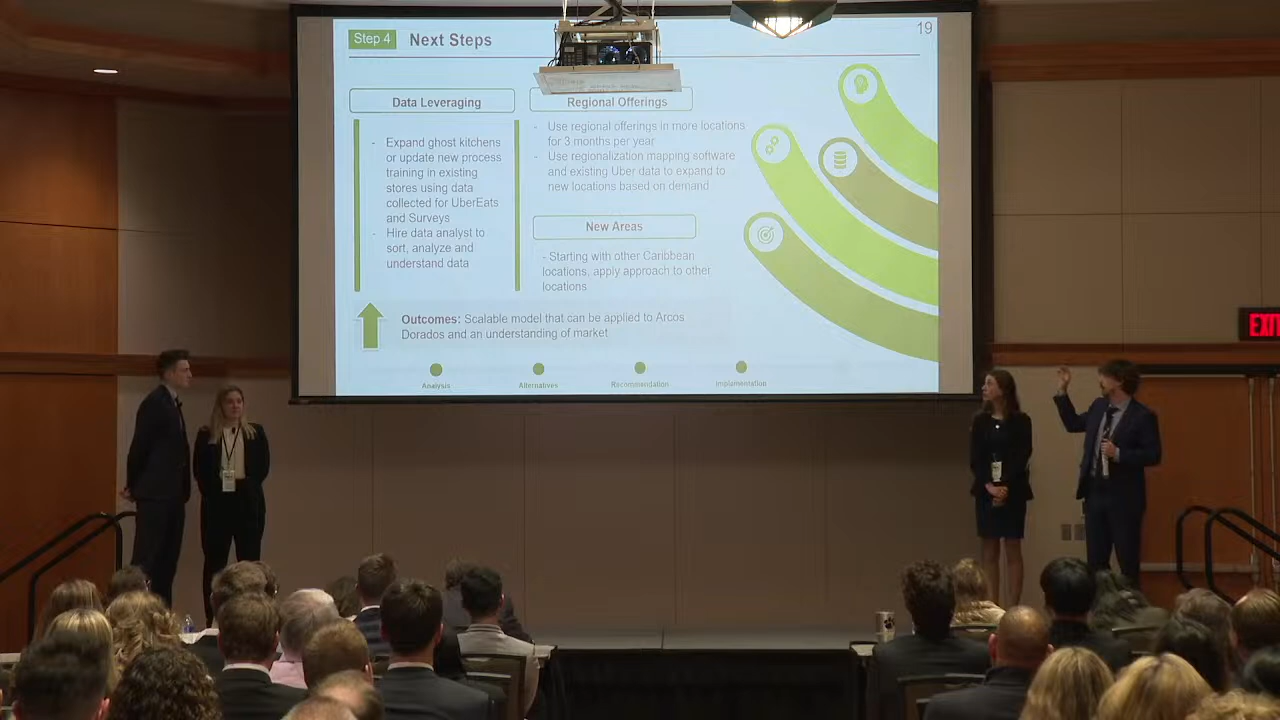 Step 4 Next Steps 19
Data Leveraging
- Expand ghost kitchens
or update new process
training in existing
stores using data
collected for UberEats
and Surveys
- Hire data analyst to
sort, analyze and
understand data
Regional Offerings
- Use regional offerings in more locations
for 3 months per year
- Use regionalization mapping software
and existing Uber data to expand to
new locations based on demand
New Areas
- Starting with other Caribbean
locations, apply approach to other
locations
Outcomes: Scalable model that can be applied to Arcos
Dorados and an understanding of market
Analysis Alternatives Recommendation Implementation
EXIT